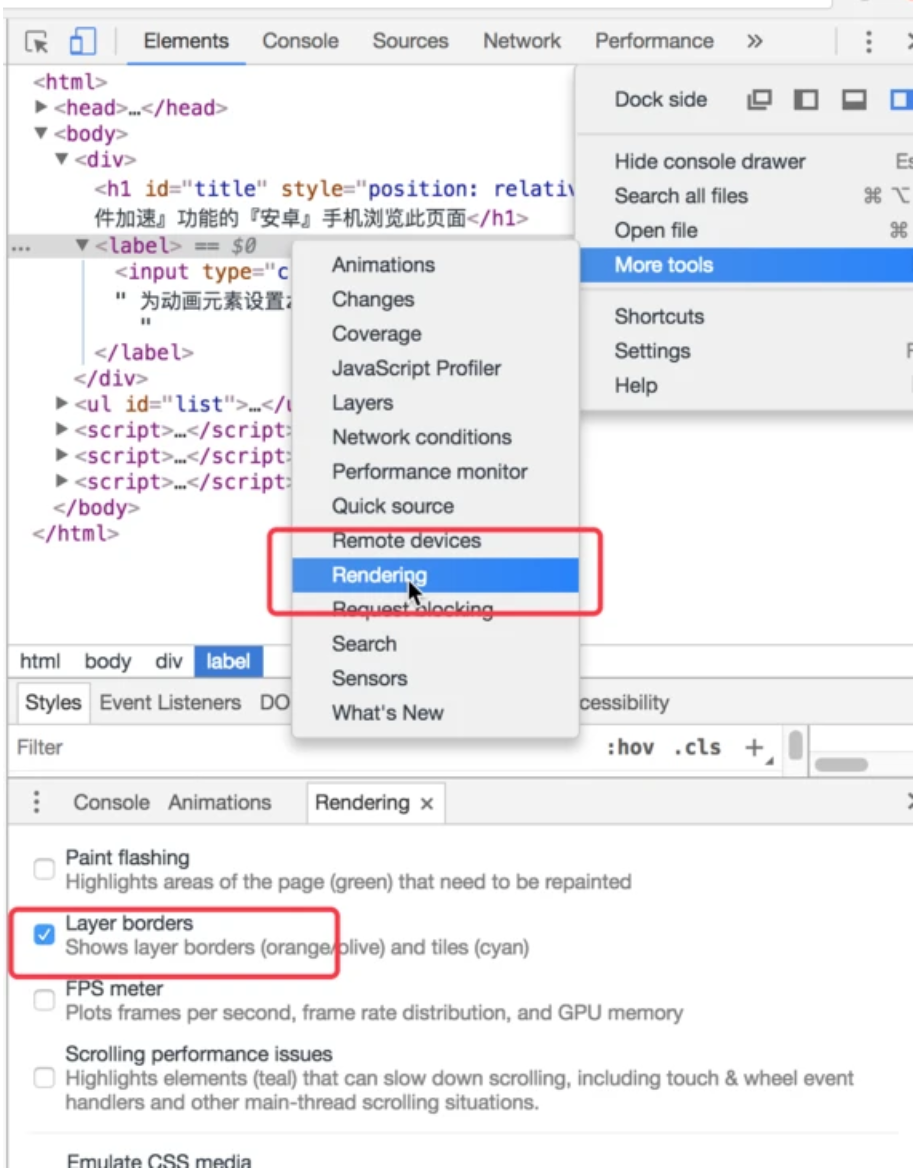 Elements Console Sources Network Performance »
<html>
<head>…</head>
<body>
<div>
<h1 id="title" style="position: relativ
件加速』功能的『安卓』手机浏览此页面</h1>
… <label> == $0
<input type="c
" 为动画元素设置z
"
</label>
</div>
<ul id="list">…</u
<script>…</script>
<script>…</script>
<script>…</script>
</body>
</html>
Dock side
Hide console drawer Es
Search all files ⌘ ⌥
Open file ⌘
More tools
Shortcuts
Settings F
Help
Animations
Changes
Coverage
JavaScript Profiler
Layers
Network conditions
Performance monitor
Quick source
Remote devices
Rendering
Request blocking
Search
Sensors
What's New
html body div label
Styles Event Listeners DO cessibility
Filter :hov .cls +
Console Animations Rendering ×
Paint flashing
Highlights areas of the page (green) that need to be repainted
Layer borders
Shows layer borders (orange/olive) and tiles (cyan)
FPS meter
Plots frames per second, frame rate distribution, and GPU memory
Scrolling performance issues
Highlights elements (teal) that can slow down scrolling, including touch & wheel event
handlers and other main-thread scrolling situations.
Emulate CSS media